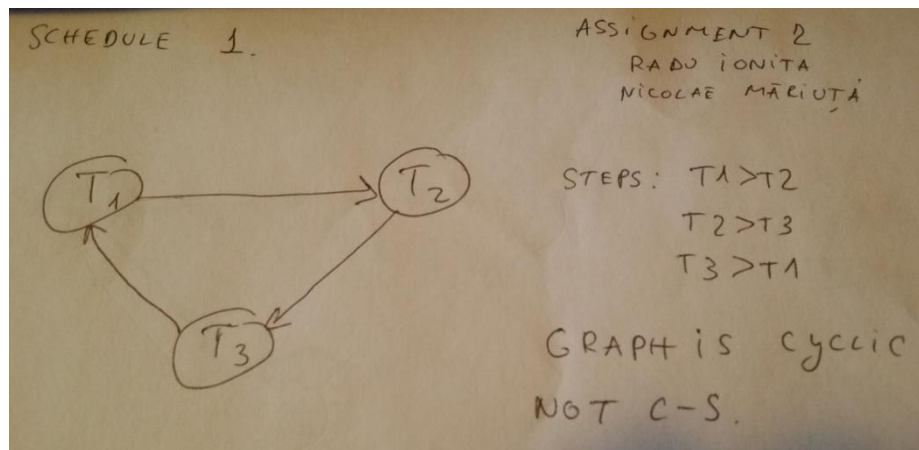 SCHEDULE 1.
ASSIGNMENT 2
RADU IONITA
NICOLAE MĂRIUȚĂ
T1
T2
T3
STEPS: T1>T2
T2>T3
T3>T1
GRAPH IS CYCLIC
NOT C-S.